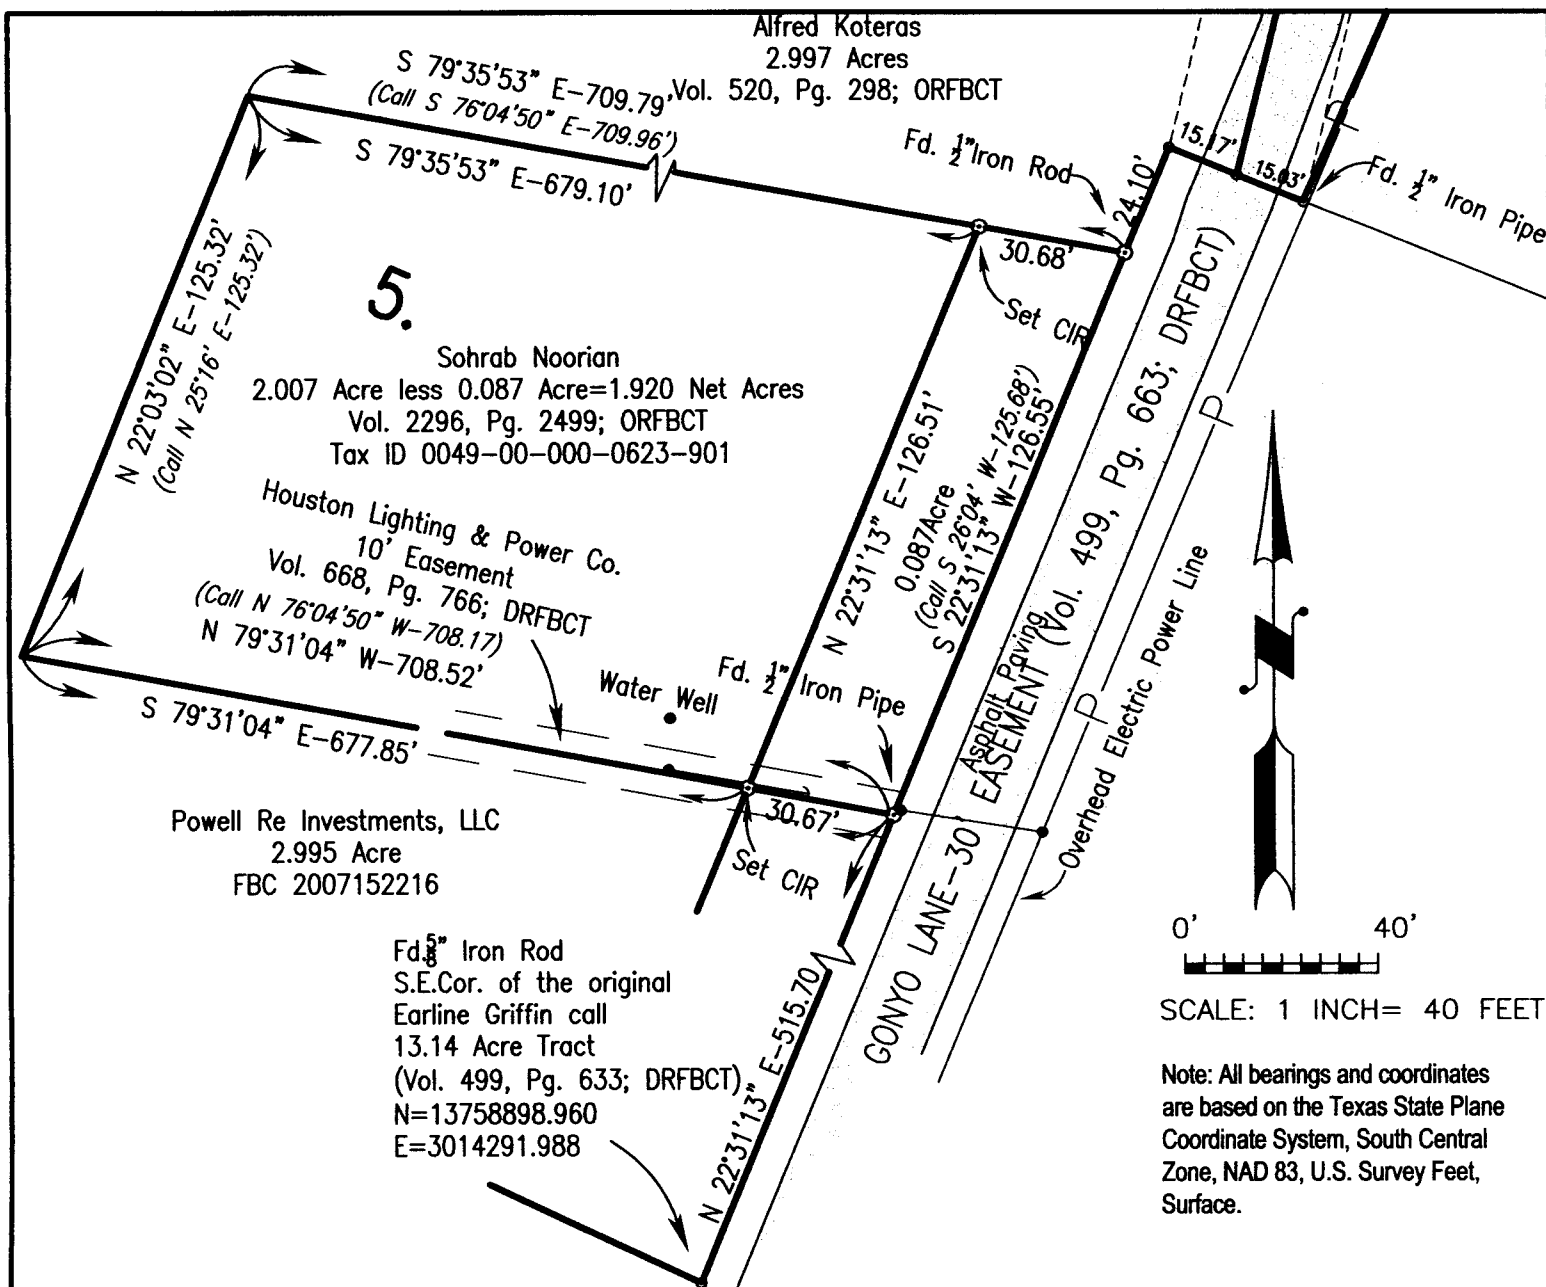 Alfred Koteras
2.997 Acres
Vol. 520, Pg. 298; ORFBCT
S 79°35'53" E-709.79'
(Call S 76°04'50" E-709.96')
S 79°35'53" E-679.10'
Fd. 1/2" Iron Rod
15.17'
15.03'
Fd. 1/2" Iron Pipe
24.10'
30.68'
Set CIR
N 22°03'02" E-125.32'
(Call N 25°16' E-125.32')
5.
Sohrab Noorian
2.007 Acre less 0.087 Acre=1.920 Net Acres
Vol. 2296, Pg. 2499; ORFBCT
Tax ID 0049-00-000-0623-901
Houston Lighting & Power Co.
10' Easement
Vol. 668, Pg. 766; DRFBCT
(Call N 76°04'50" W-708.17)
N 79°31'04" W-708.52'
S 79°31'04" E-677.85'
Water Well
Fd. 1/2" Iron Pipe
N 22°31'13" E-126.51'
0.087Acre
(Call S 26°04' W-125.68')
S 22°31'13" W-126.55'
30.67'
Set CIR
Asphalt Paving
GONYO LANE-30' EASEMENT (Vol. 499, Pg. 663; DRFBCT)
P
P
P
Overhead Electric Power Line
Powell Re Investments, LLC
2.995 Acre
FBC 2007152216
Fd. 5/8" Iron Rod
S.E.Cor. of the original
Earline Griffin call
13.14 Acre Tract
(Vol. 499, Pg. 633; DRFBCT)
N=13758898.960
E=3014291.988
N 22°31'13" E-515.70
0' 40'
SCALE: 1 INCH= 40 FEET
Note: All bearings and coordinates
are based on the Texas State Plane
Coordinate System, South Central
Zone, NAD 83, U.S. Survey Feet,
Surface.